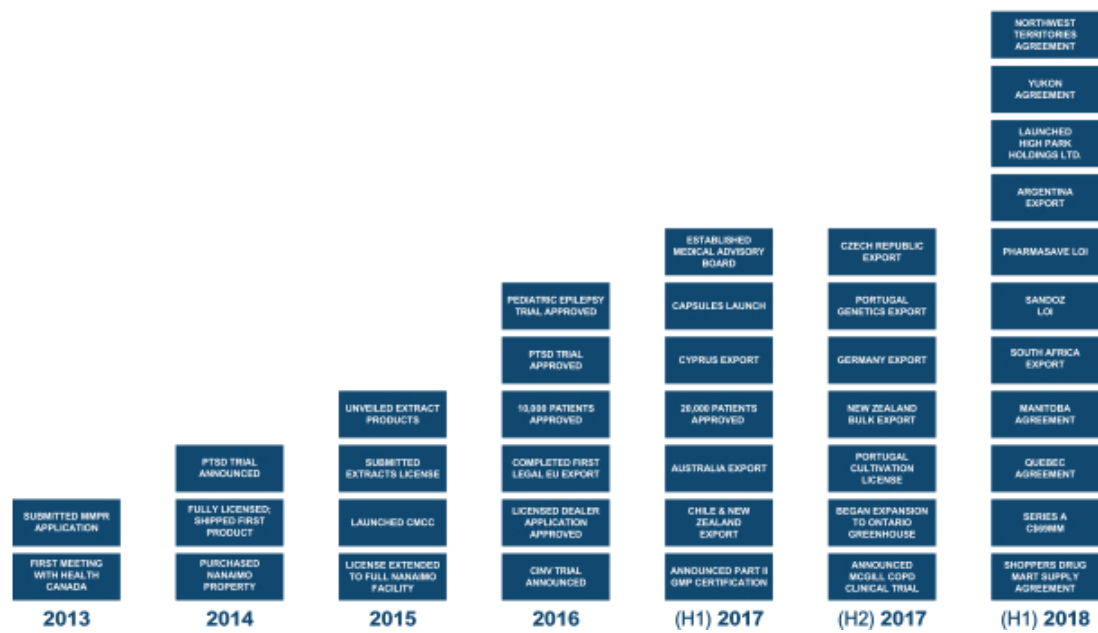 NORTHWEST
TERRITORIES
AGREEMENT
YUKON
AGREEMENT
LAUNCHED
HIGH PARK
HOLDINGS LTD.
ARGENTINA
EXPORT
ESTABLISHED
MEDICAL ADVISORY
BOARD
CZECH REPUBLIC
EXPORT
PHARMASAVE LOI
PEDIATRIC EPILEPSY
TRIAL APPROVED
CAPSULES LAUNCH
PORTUGAL
GENETICS EXPORT
SANDOZ
LOI
PTSD TRIAL
APPROVED
CYPRUS EXPORT
GERMANY EXPORT
SOUTH AFRICA
EXPORT
UNVEILED EXTRACT
PRODUCTS
10,000 PATIENTS
APPROVED
20,000 PATIENTS
APPROVED
NEW ZEALAND
BULK EXPORT
MANITOBA
AGREEMENT
PTSD TRIAL
ANNOUNCED
SUBMITTED
EXTRACTS LICENSE
COMPLETED FIRST
LEGAL EU EXPORT
AUSTRALIA EXPORT
PORTUGAL
CULTIVATION
LICENSE
QUEBEC
AGREEMENT
SUBMITTED MMPR
APPLICATION
FULLY LICENSED;
SHIPPED FIRST
PRODUCT
LAUNCHED CMCC
LICENSED DEALER
APPLICATION
APPROVED
CHILE & NEW
ZEALAND
EXPORT
BEGAN EXPANSION
TO ONTARIO
GREENHOUSE
SERIES A
C$69MM
FIRST MEETING
WITH HEALTH
CANADA
PURCHASED
NANAIMO
PROPERTY
LICENSE EXTENDED
TO FULL NANAIMO
FACILITY
CINV TRIAL
ANNOUNCED
ANNOUNCED PART II
GMP CERTIFICATION
ANNOUNCED
MCGILL COPD
CLINICAL TRIAL
SHOPPERS DRUG
MART SUPPLY
AGREEMENT
2013
2014
2015
2016
(H1) 2017
(H2) 2017
(H1) 2018